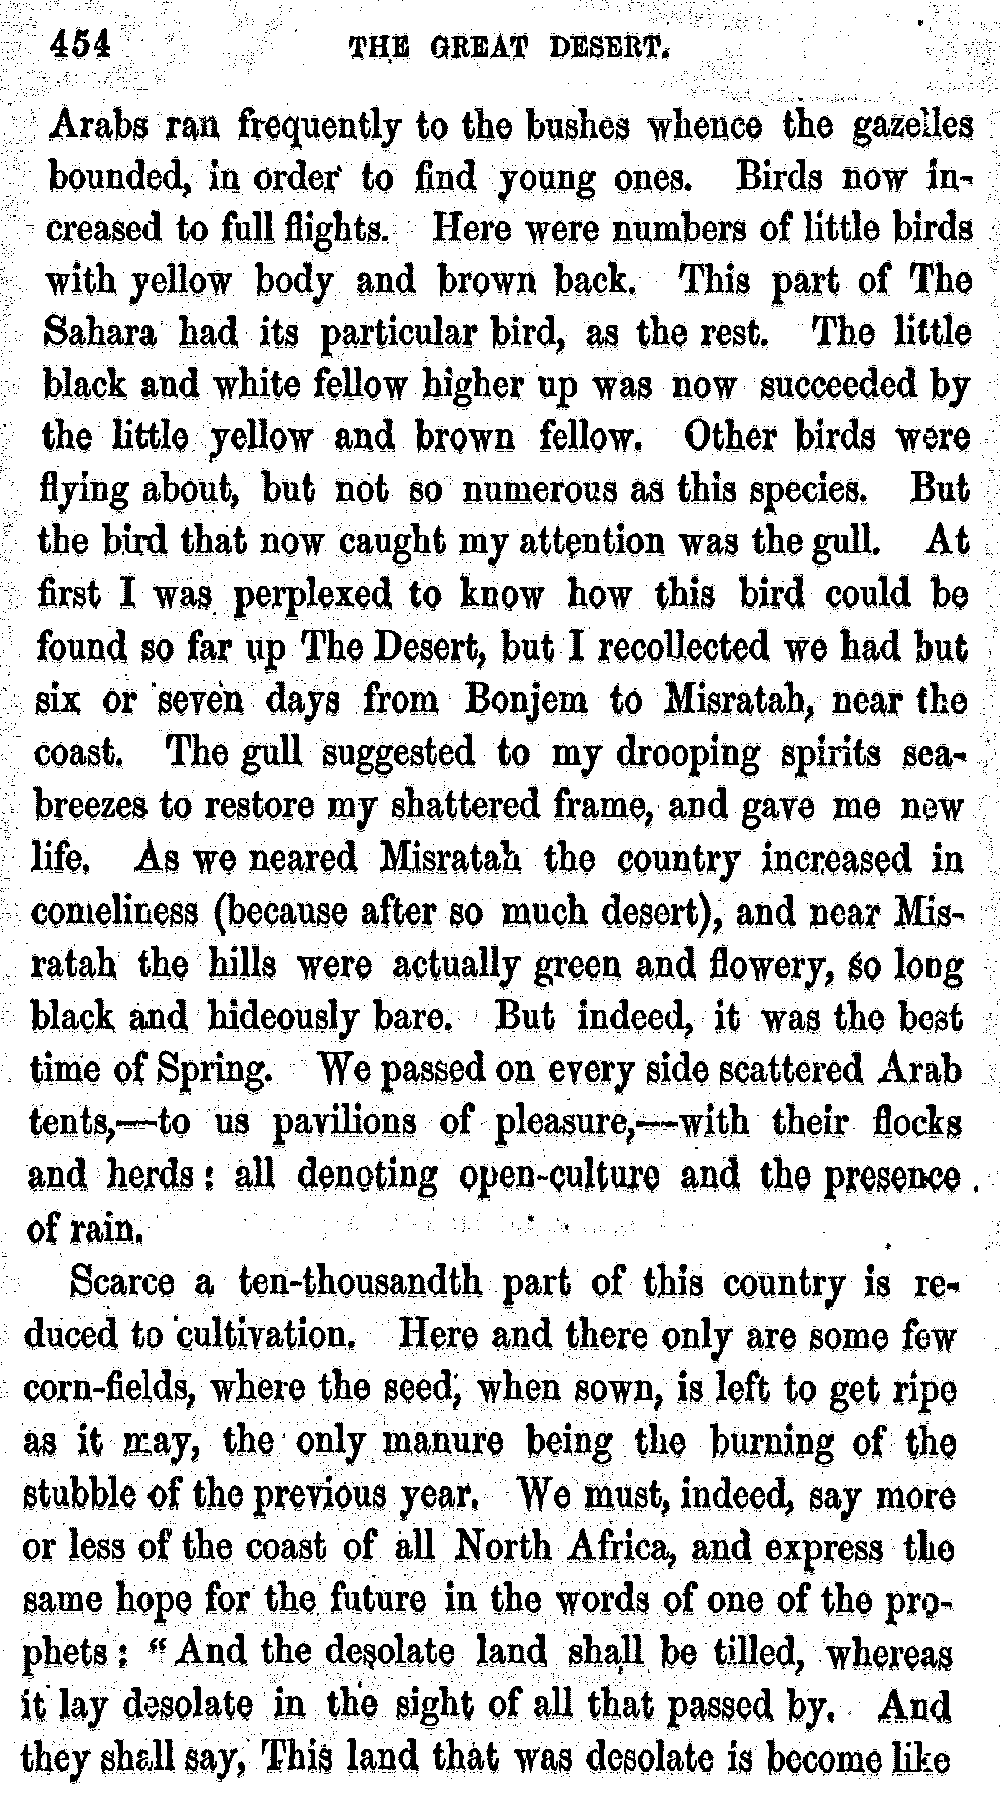 454 THE GREAT DESERT.
Arabs ran frequently to the bushes whence the gazelles
bounded, in order to find young ones. Birds now in-
creased to full flights. Here were numbers of little birds
with yellow body and brown back. This part of The
Sahara had its particular bird, as the rest. The little
black and white fellow higher up was now succeeded by
the little yellow and brown fellow. Other birds were
flying about, but not so numerous as this species. But
the bird that now caught my attention was the gull. At
first I was perplexed to know how this bird could be
found so far up The Desert, but I recollected we had but
six or seven days from Bonjem to Misratah, near the
coast. The gull suggested to my drooping spirits sea-
breezes to restore my shattered frame, and gave me new
life. As we neared Misratah the country increased in
comeliness (because after so much desert), and near Mis-
ratah the hills were actually green and flowery, so long
black and hideously bare. But indeed, it was the best
time of Spring. We passed on every side scattered Arab
tents,—to us pavilions of pleasure,—with their flocks
and herds: all denoting open-culture and the presence
of rain.
Scarce a ten-thousandth part of this country is re-
duced to cultivation. Here and there only are some few
corn-fields, where the seed, when sown, is left to get ripe
as it may, the only manure being the burning of the
stubble of the previous year. We must, indeed, say more
or less of the coast of all North Africa, and express the
same hope for the future in the words of one of the pro-
phets: "And the desolate land shall be tilled, whereas
it lay desolate in the sight of all that passed by. And
they shall say, This land that was desolate is become like